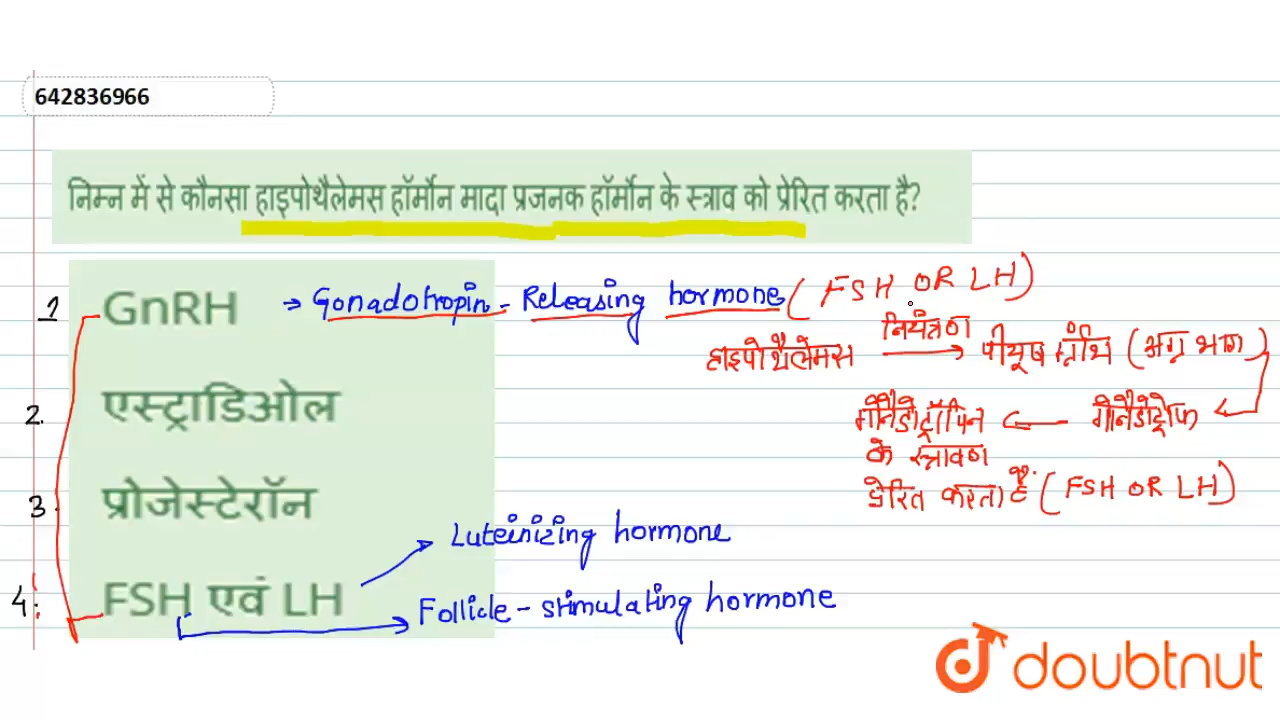 642836966
निम्न में से कौनसा हाइपोथैलेमस हॉर्मोन मादा प्रजनक हॉर्मोन के स्त्राव को प्रेरित करता है?
1 GnRH → Gonadotropin - Releasing hormone (FSH OR LH)
हाइपोथैलेमस नियंत्रण → पीयूष ग्रंथि (अग्र भाग)
2. एस्ट्राडिओल
गोनैडोट्रॉपिन ← गोनैडोट्रोफ
के स्त्रावण
प्रेरित करता है. (FSH OR LH)
3. प्रोजेस्टेरॉन
Luteinizing hormone
4: FSH एवं LH
Follicle - stimulating hormone
doubtnut